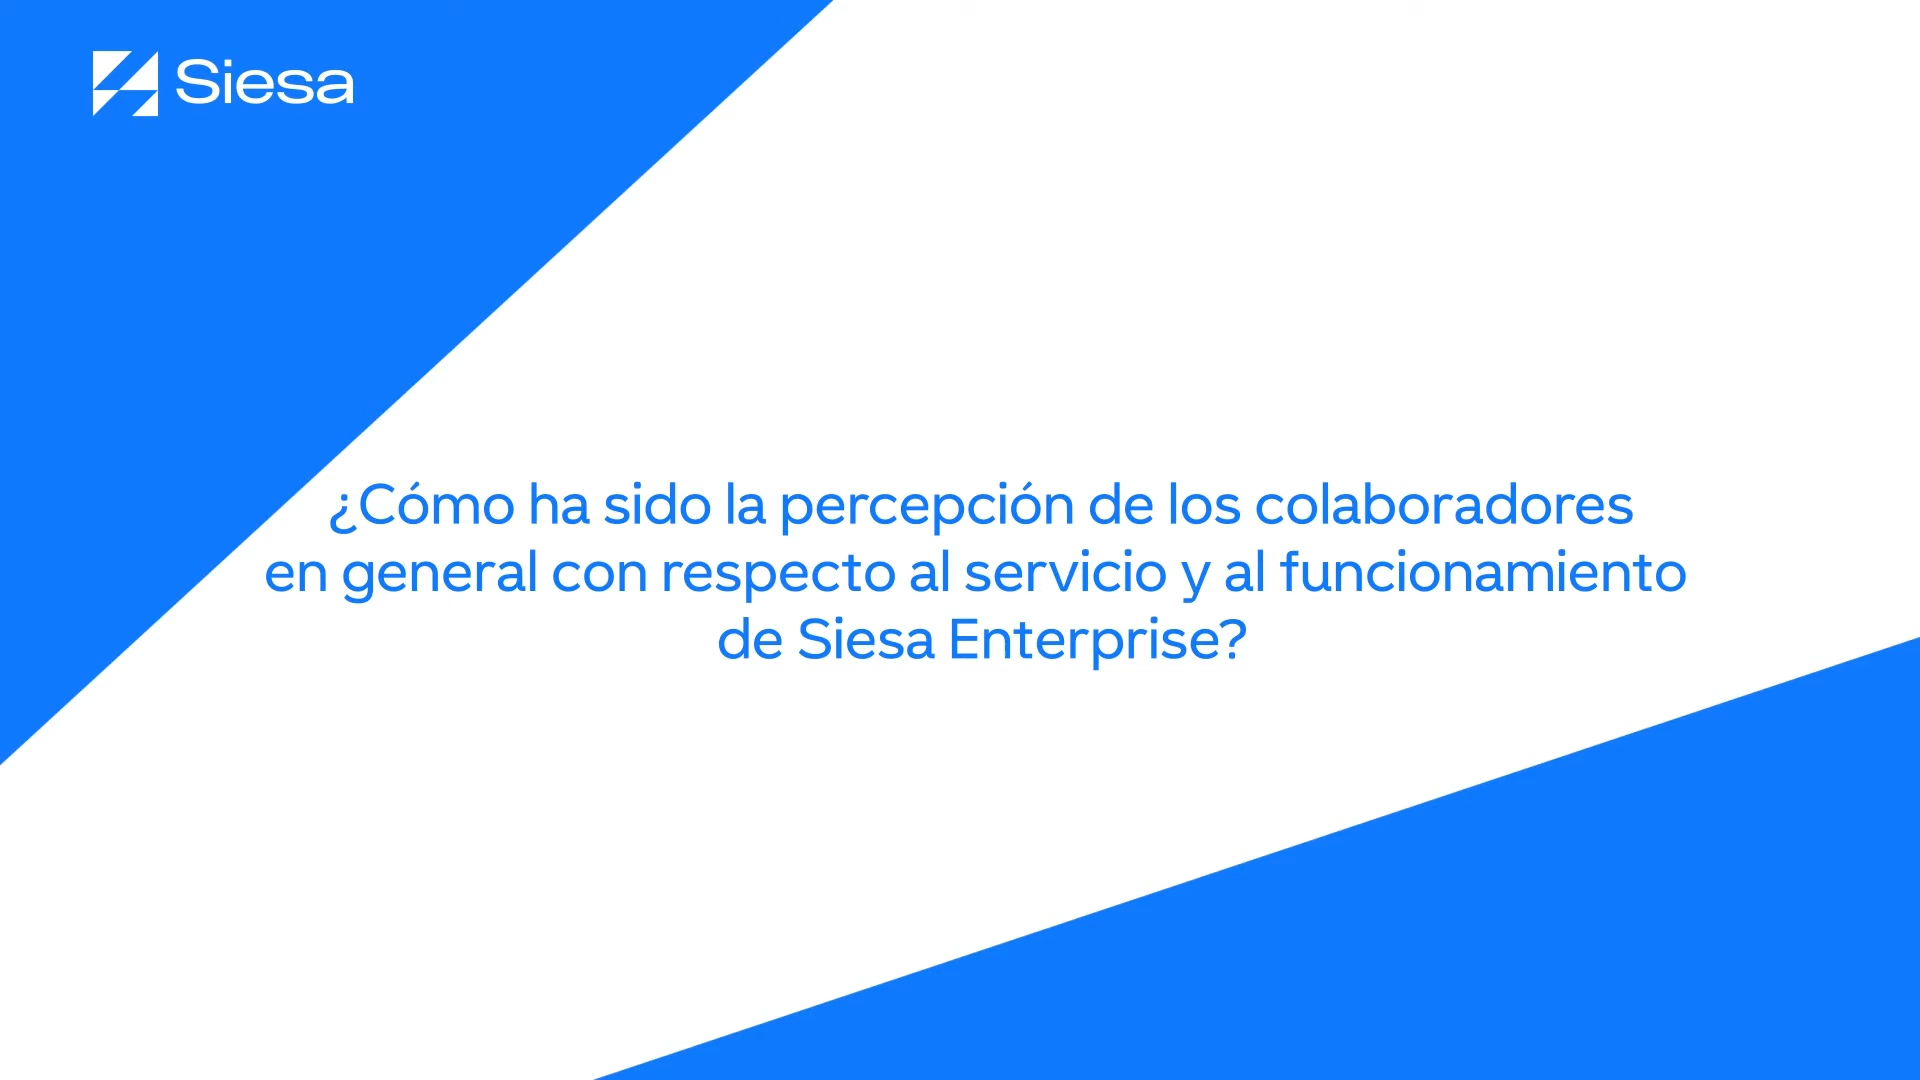 Siesa
¿Cómo ha sido la percepción de los colaboradores
en general con respecto al servicio y al funcionamiento
de Siesa Enterprise?